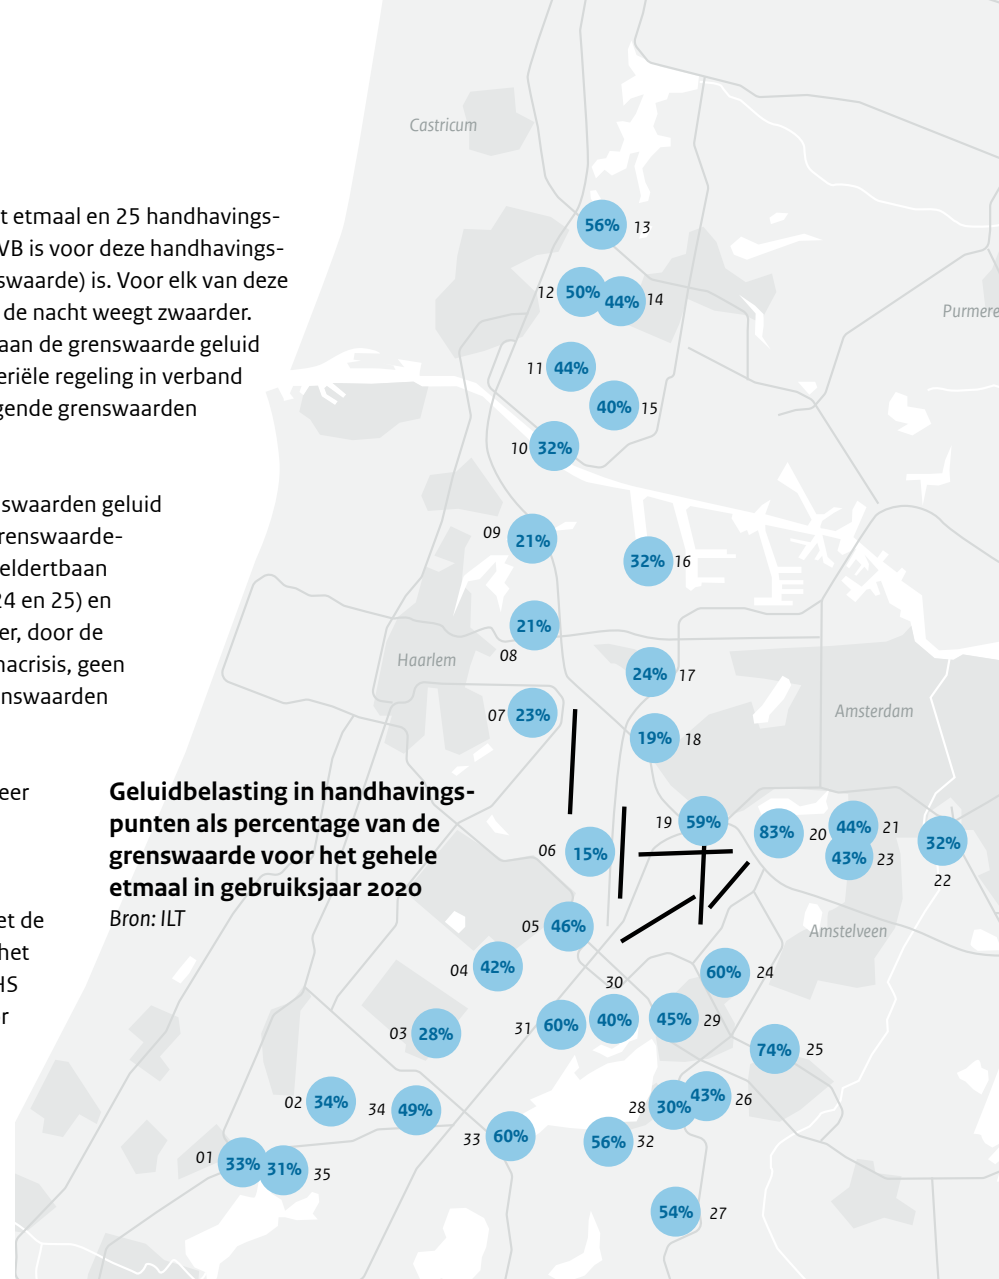 t etmaal en 25 handhavings-
VB is voor deze handhavings-
swaarde) is. Voor elk van deze
de nacht weegt zwaarder.
aan de grenswaarde geluid
eriële regeling in verband
gende grenswaarden
swaarden geluid
renswaarde-
eldertbaan
24 en 25) en
er, door de
nacrisis, geen
nswaarden
eer
et de
het
HS
r
Geluidbelasting in handhavings-
punten als percentage van de
grenswaarde voor het gehele
etmaal in gebruiksjaar 2020
Bron: ILT
Castricum
56% 13
12 50% 44% 14
Purmere
11 44%
40% 15
10 32%
09 21%
32% 16
21%
08
Haarlem
24% 17
07 23%
Amsterdam
19% 18
19 59%
83% 20
44% 21
06 15%
43% 23
32%
22
05 46%
Amstelveen
04 42%
60% 24
30
03 28%
31 60% 40% 45% 29
74% 25
02 34%
34 49%
28 30% 43% 26
33 60%
56% 32
01 33% 31% 35
54% 27